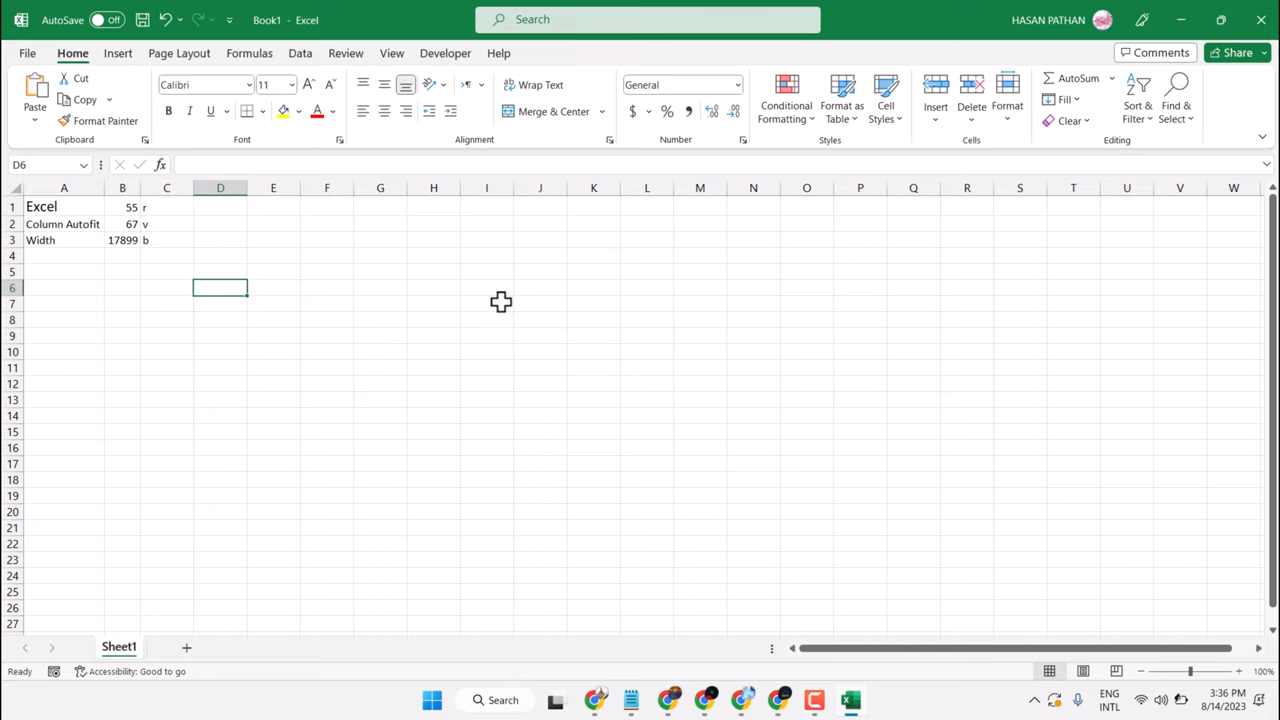 AutoSave Off Book1 - Excel Search HASAN PATHAN
File Home Insert Page Layout Formulas Data Review View Developer Help Comments Share
Paste Cut Copy Format Painter Clipboard
Calibri 11 B I U A Font
Wrap Text Merge & Center Alignment
General $ % Number
Conditional Formatting Format as Table Cell Styles Styles
Insert Delete Format Cells
AutoSum Fill Clear Sort & Filter Find & Select Editing
D6 fx
A B C D E F G H I J K L M N O P Q R S T U V W
1 Excel 55 r
2 Column Autofit 67 v
3 Width 17899 b
4
5
6
7
8
9
10
11
12
13
14
15
16
17
18
19
20
21
22
23
24
25
26
27
Sheet1
Ready Accessibility: Good to go 100%
Search ENG INTL 3:36 PM 8/14/2023